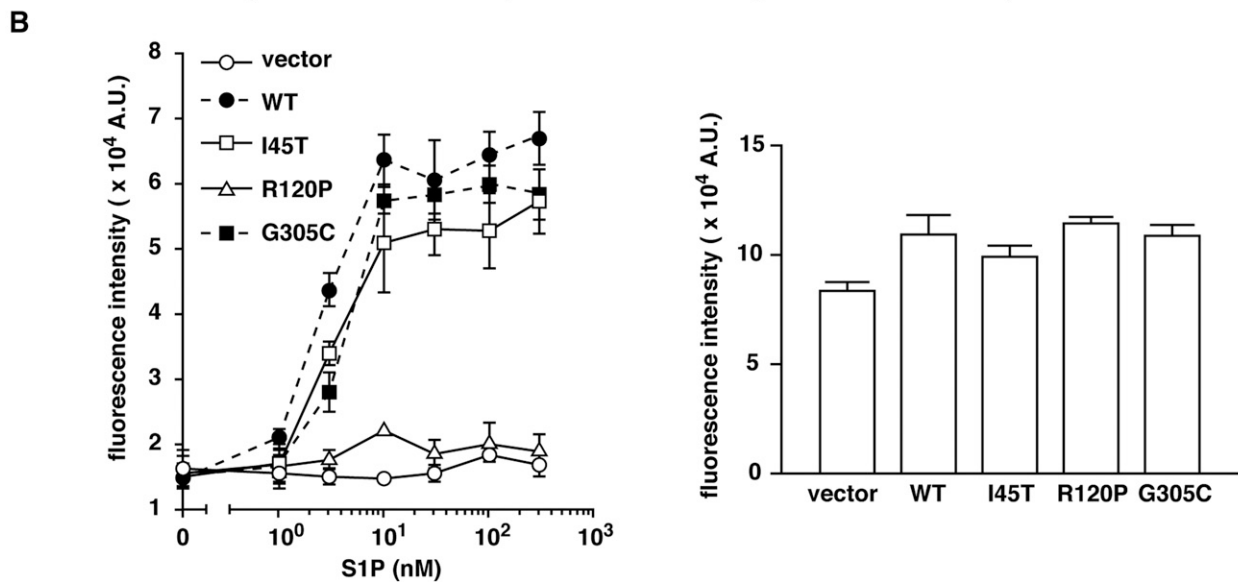 B
fluorescence intensity ( x 10⁴ A.U.)
8
7
6
5
4
3
2
1
vector
WT
I45T
R120P
G305C
0 10⁰ 10¹ 10² 10³
S1P (nM)
fluorescence intensity ( x 10⁴ A.U.)
15
10
5
0
vector WT I45T R120P G305C